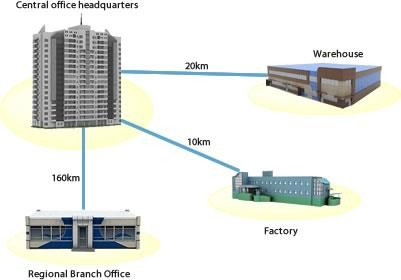 Central office headquarters
Warehouse
20km
10km
160km
Factory
Regional Branch Office